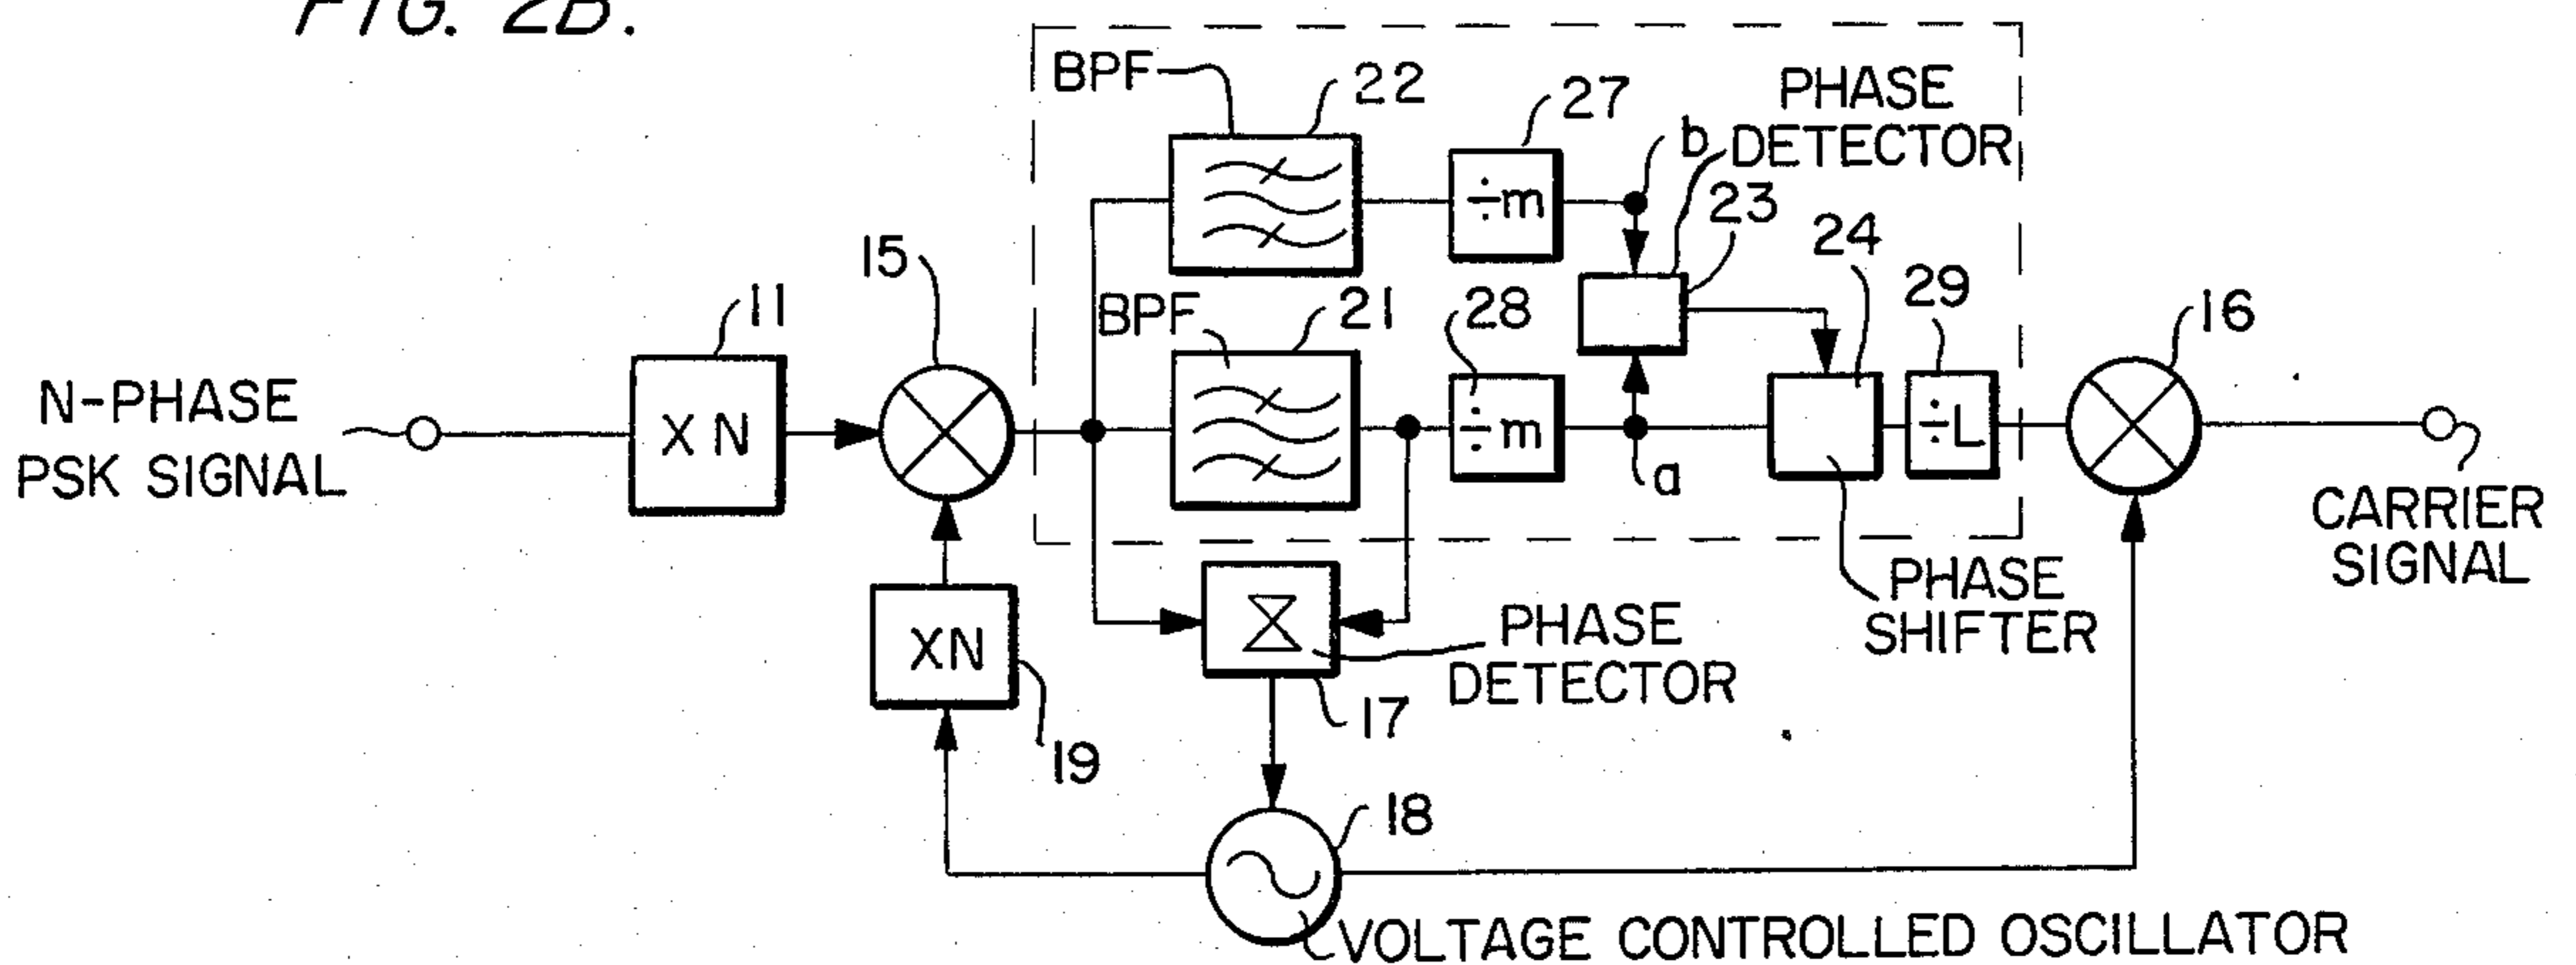 FIG. 2B.
BPF
22
27
PHASE
DETECTOR
b
23
24
29
16
15
11
BPF
21
28
N-PHASE
PSK SIGNAL
X N
÷m
÷m
÷L
a
CARRIER
SIGNAL
XN
19
PHASE
DETECTOR
17
PHASE
SHIFTER
18
VOLTAGE CONTROLLED OSCILLATOR